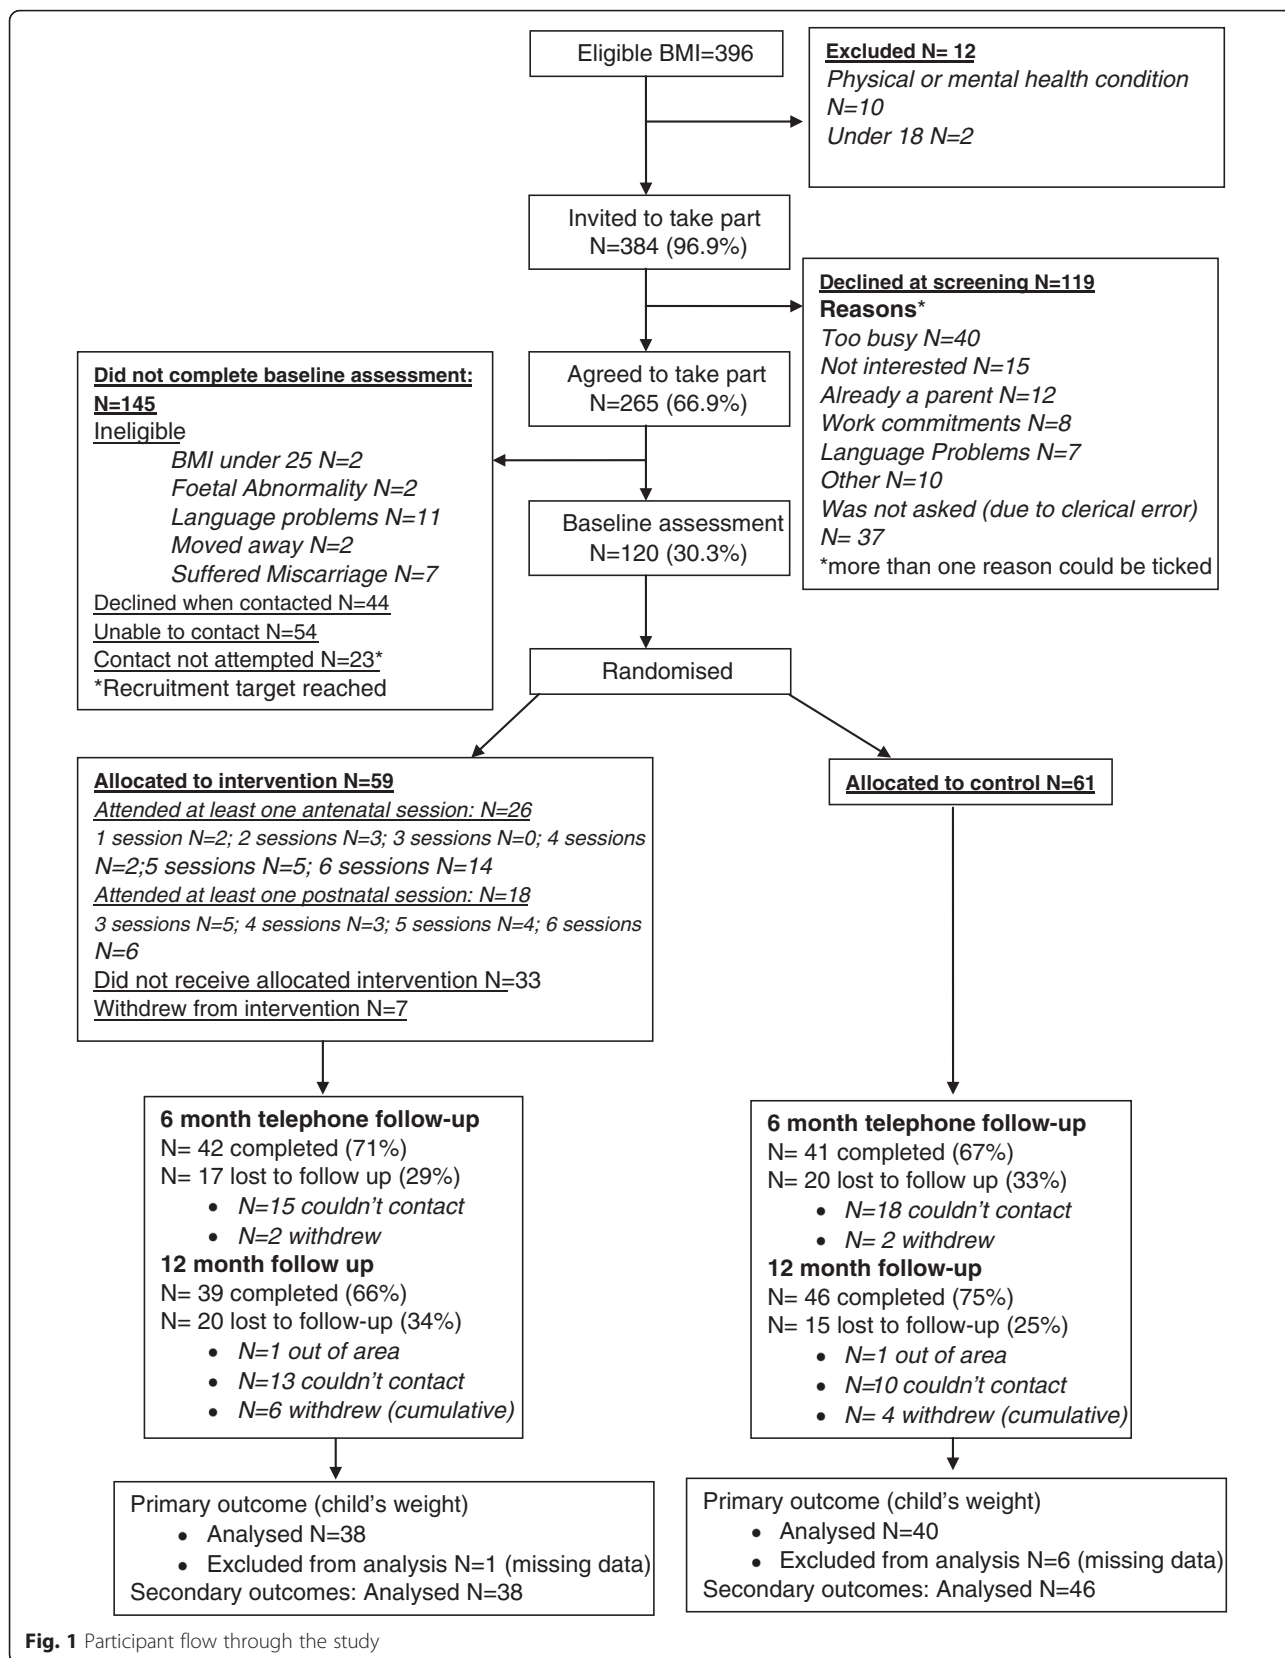 Eligible BMI=396
Excluded N= 12
Physical or mental health condition
N=10
Under 18 N=2
Invited to take part
N=384 (96.9%)
Declined at screening N=119
Reasons*
Too busy N=40
Not interested N=15
Already a parent N=12
Work commitments N=8
Language Problems N=7
Other N=10
Was not asked (due to clerical error)
N= 37
*more than one reason could be ticked
Agreed to take part
N=265 (66.9%)
Did not complete baseline assessment:
N=145
Ineligible
BMI under 25 N=2
Foetal Abnormality N=2
Language problems N=11
Moved away N=2
Suffered Miscarriage N=7
Declined when contacted N=44
Unable to contact N=54
Contact not attempted N=23*
*Recruitment target reached
Baseline assessment
N=120 (30.3%)
Randomised
Allocated to intervention N=59
Attended at least one antenatal session: N=26
1 session N=2; 2 sessions N=3; 3 sessions N=0; 4 sessions
N=2;5 sessions N=5; 6 sessions N=14
Attended at least one postnatal session: N=18
3 sessions N=5; 4 sessions N=3; 5 sessions N=4; 6 sessions
N=6
Did not receive allocated intervention N=33
Withdrew from intervention N=7
Allocated to control N=61
6 month telephone follow-up
N= 42 completed (71%)
N= 17 lost to follow up (29%)
• N=15 couldn't contact
• N=2 withdrew
12 month follow up
N= 39 completed (66%)
N= 20 lost to follow-up (34%)
• N=1 out of area
• N=13 couldn't contact
• N=6 withdrew (cumulative)
6 month telephone follow-up
N= 41 completed (67%)
N= 20 lost to follow up (33%)
• N=18 couldn't contact
• N= 2 withdrew
12 month follow-up
N= 46 completed (75%)
N= 15 lost to follow-up (25%)
• N=1 out of area
• N=10 couldn't contact
• N= 4 withdrew (cumulative)
Primary outcome (child's weight)
• Analysed N=38
• Excluded from analysis N=1 (missing data)
Secondary outcomes: Analysed N=38
Primary outcome (child's weight)
• Analysed N=40
• Excluded from analysis N=6 (missing data)
Secondary outcomes: Analysed N=46
Fig. 1 Participant flow through the study